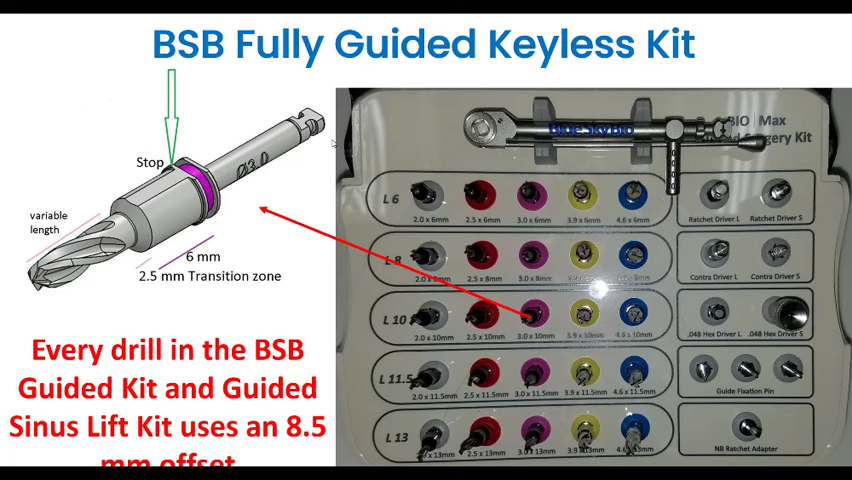 BSB Fully Guided Keyless Kit
Stop
Ø3.0
variable
length
6 mm
2.5 mm Transition zone
Every drill in the BSB
Guided Kit and Guided
Sinus Lift Kit uses an 8.5
mm offset
BlueSkyBio
BIO | Max
Surgery Kit
L 6
2.0 x 6mm 2.5 x 6mm 3.0 x 6mm 3.9 x 6mm 4.6 x 6mm
Ratchet Driver L Ratchet Driver S
L 8
2.5 x 8mm 3.0 x 8mm 4.6 x 8mm
Contra Driver L Contra Driver S
L 10
2.0 x 10mm 2.5 x 10mm 3.0 x 10mm 3.9 x 10mm 4.6 x 10mm
.048 Hex Driver L .048 Hex Driver S
L 11.5
2.0 x 11.5mm 2.5 x 11.5mm 3.0 x 11.5mm 3.9 x 11.5mm 4.6 x 11.5mm
Guide Fixation Pin
L 13
x 13mm 2.5 x 13mm 3.0 x 13mm 3.9 x 13mm x 13mm
NB Ratchet Adapter